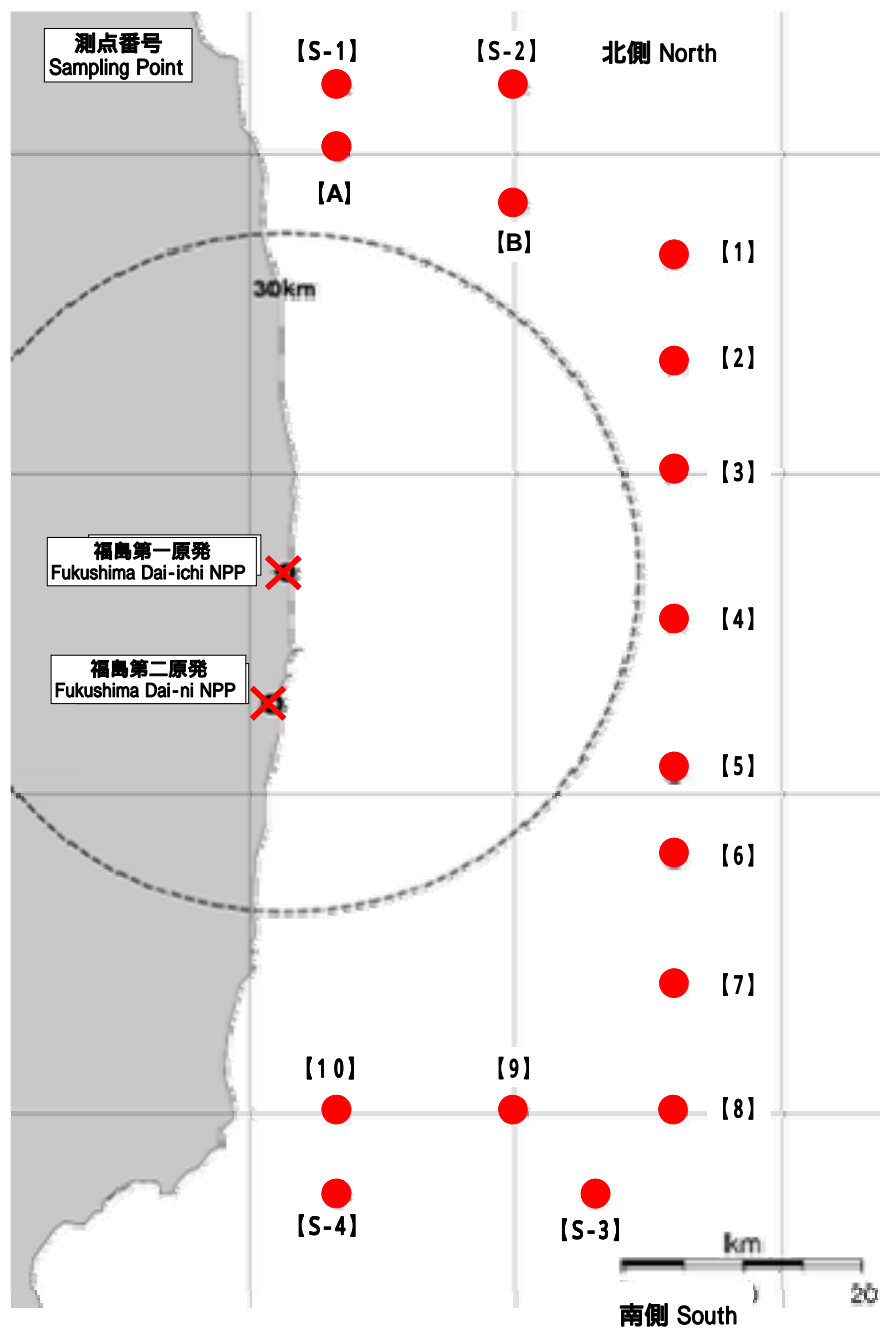 測点番号
Sampling Point
【S-1】
【S-2】
北側 North
【A】
【B】
【1】
30km
【2】
【3】
福島第一原発
Fukushima Dai-ichi NPP
【4】
福島第二原発
Fukushima Dai-ni NPP
【5】
【6】
【7】
【10】
【9】
【8】
【S-4】
【S-3】
km
20
南側 South